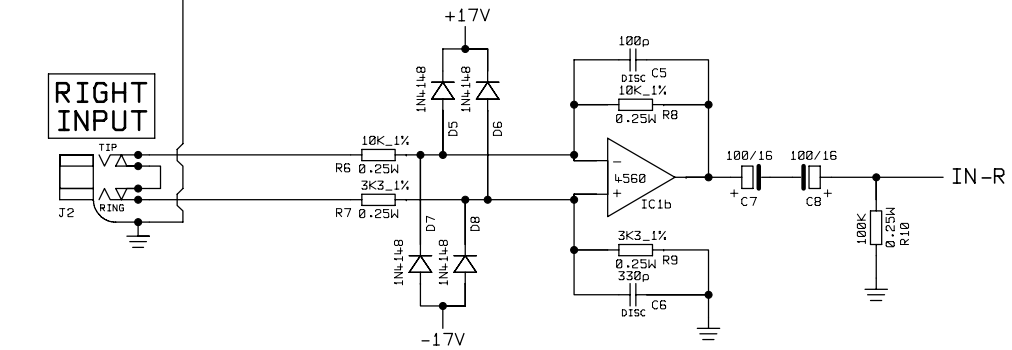 +17V
100p
DISC C5
10K_1%
0.25W R8
1N4148
1N4148
D5
D6
RIGHT
INPUT
TIP
RING
J2
10K_1%
R6 0.25W
3K3_1%
R7 0.25W
-
4560
+
IC1b
100/16
100/16
+
C7
C8
+
IN-R
100K
0.25W
R10
1N4148
1N4148
D7
D8
3K3_1%
0.25W R9
330p
DISC C6
-17V